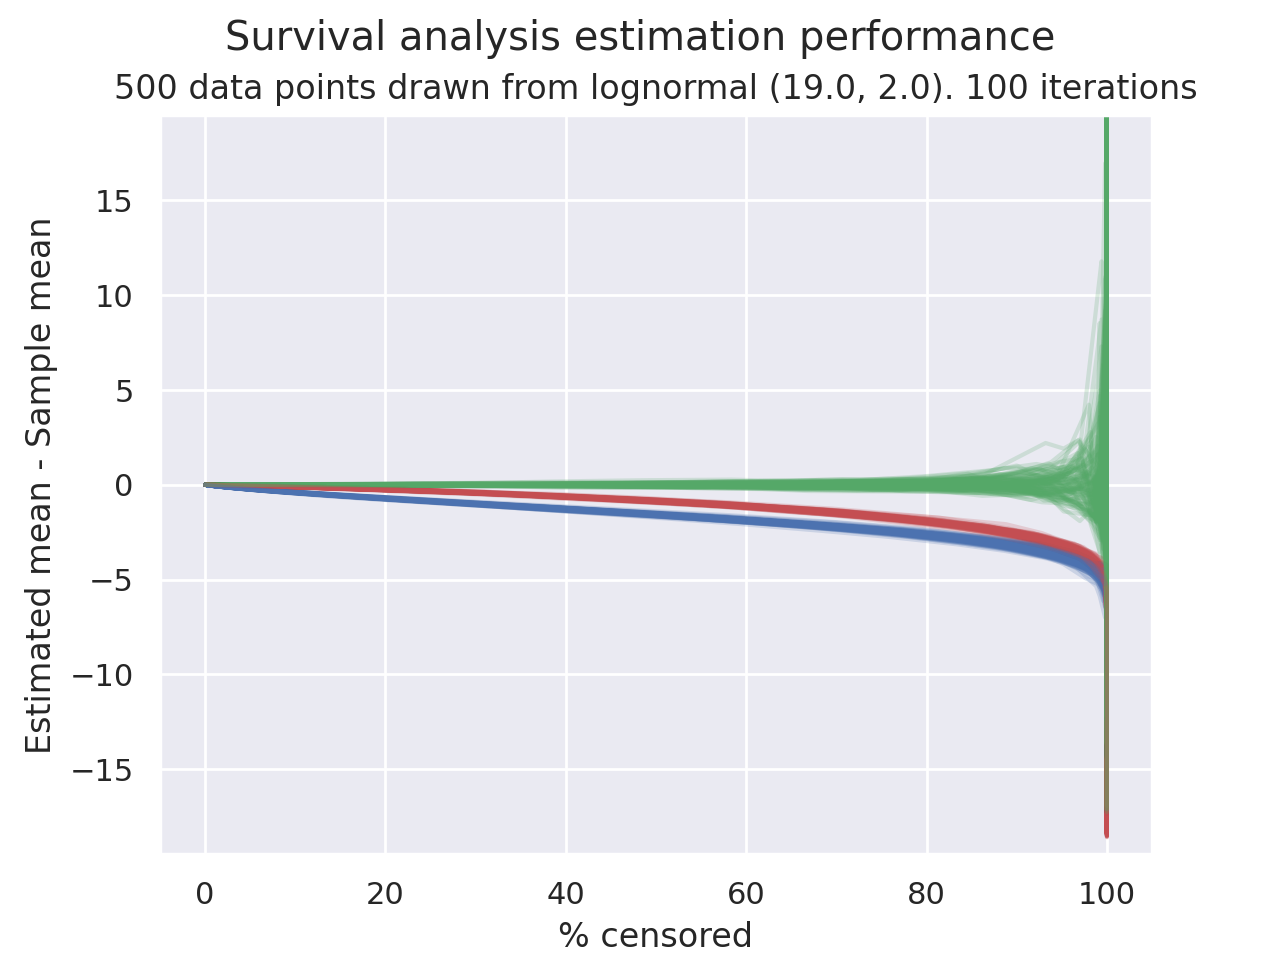 Survival analysis estimation performance
500 data points drawn from lognormal (19.0, 2.0). 100 iterations
Estimated mean - Sample mean
15
10
5
0
−5
−10
−15
0 20 40 60 80 100
% censored